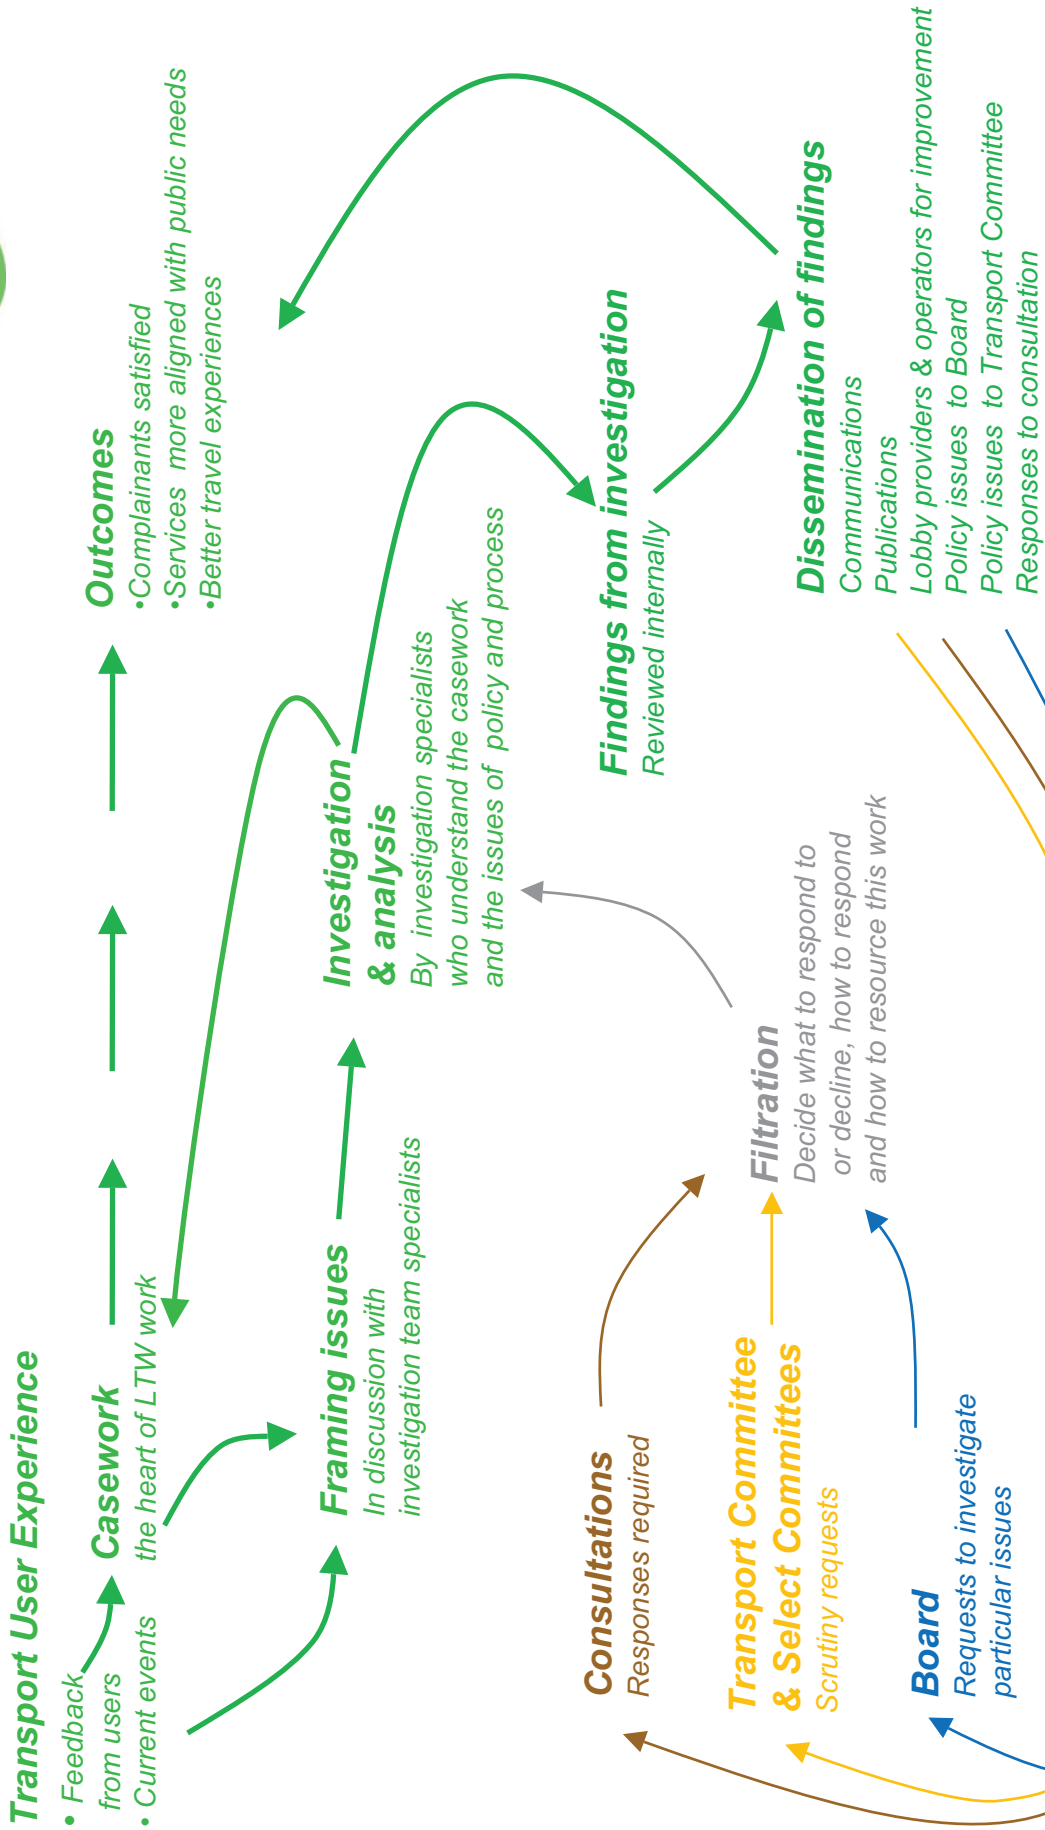 Transport User Experience
• Feedback
from users
• Current events
Casework
the heart of LTW work
Outcomes
•Complainants satisfied
•Services more aligned with public needs
•Better travel experiences
Framing issues
In discussion with
investigation team specialists
Investigation
& analysis
By investigation specialists
who understand the casework
and the issues of policy and process
Findings from investigation
Reviewed internally
Consultations
Responses required
Transport Committee
& Select Committees
Scrutiny requests
Board
Requests to investigate
particular issues
Filtration
Decide what to respond to
or decline, how to respond
and how to resource this work
Dissemination of findings
Communications
Publications
Lobby providers & operators for improvement
Policy issues to Board
Policy issues to Transport Committee
Responses to consultation